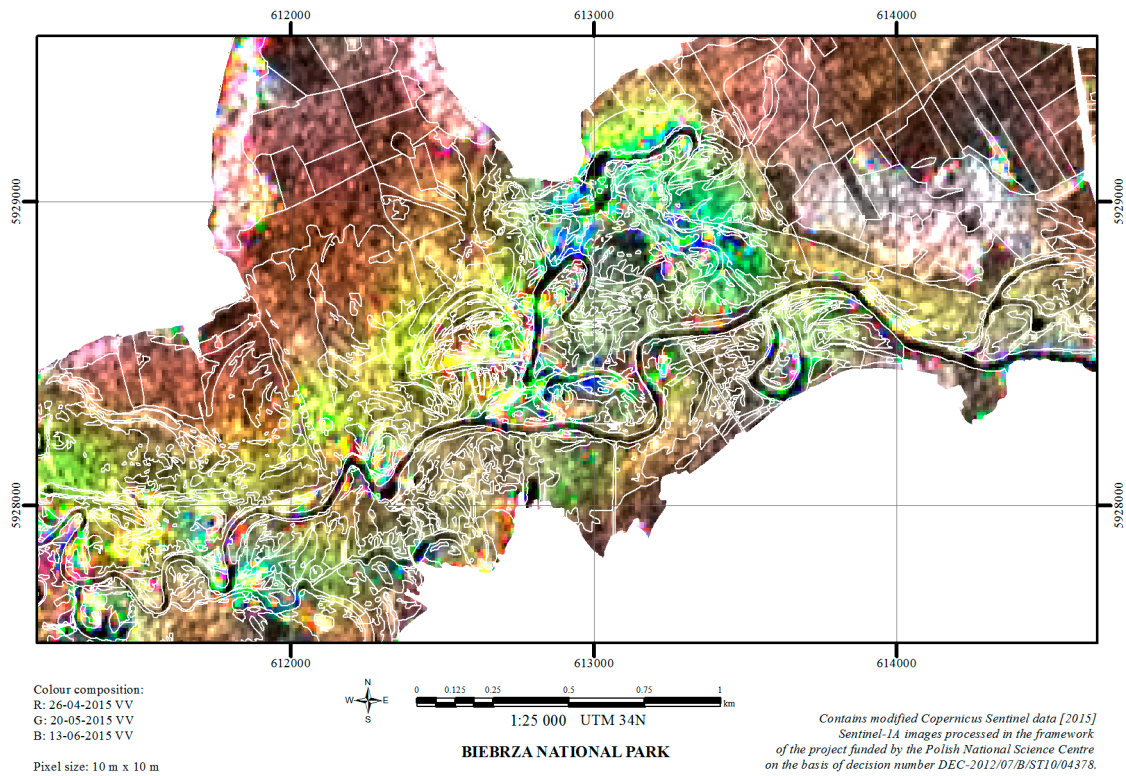 612000 613000 614000
5929000 5929000
5928000 5928000
612000 613000 614000
Colour composition:
R: 26-04-2015 VV
G: 20-05-2015 VV
B: 13-06-2015 VV
Pixel size: 10 m x 10 m
N
W E
S
0 0.125 0.25 0.5 0.75 1
km
1:25 000 UTM 34N
BIEBRZA NATIONAL PARK
Contains modified Copernicus Sentinel data [2015]
Sentinel-1A images processed in the framework
of the project funded by the Polish National Science Centre
on the basis of decision number DEC-2012/07/B/ST10/04378.